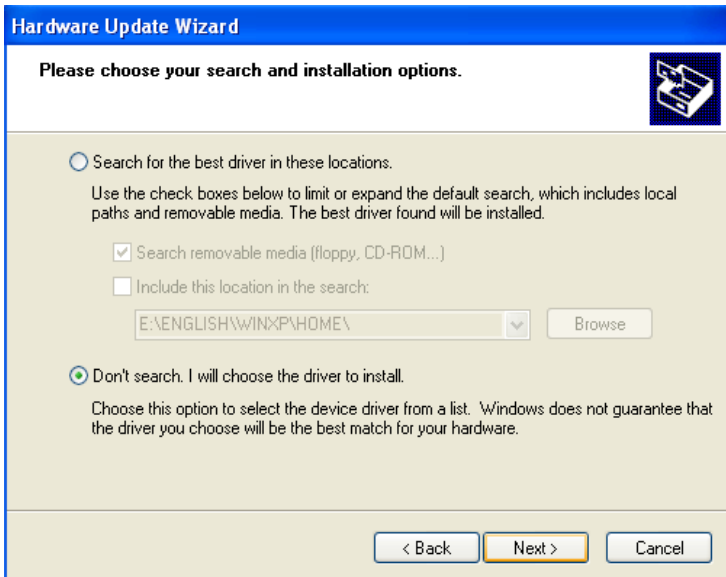 Hardware Update Wizard
Please choose your search and installation options.
Search for the best driver in these locations.
Use the check boxes below to limit or expand the default search, which includes local
paths and removable media. The best driver found will be installed.
Search removable media (floppy, CD-ROM...)
Include this location in the search:
E:\ENGLISH\WINXP\HOME\
Browse
Don't search. I will choose the driver to install.
Choose this option to select the device driver from a list.  Windows does not guarantee that
the driver you choose will be the best match for your hardware.
< Back
Next >
Cancel